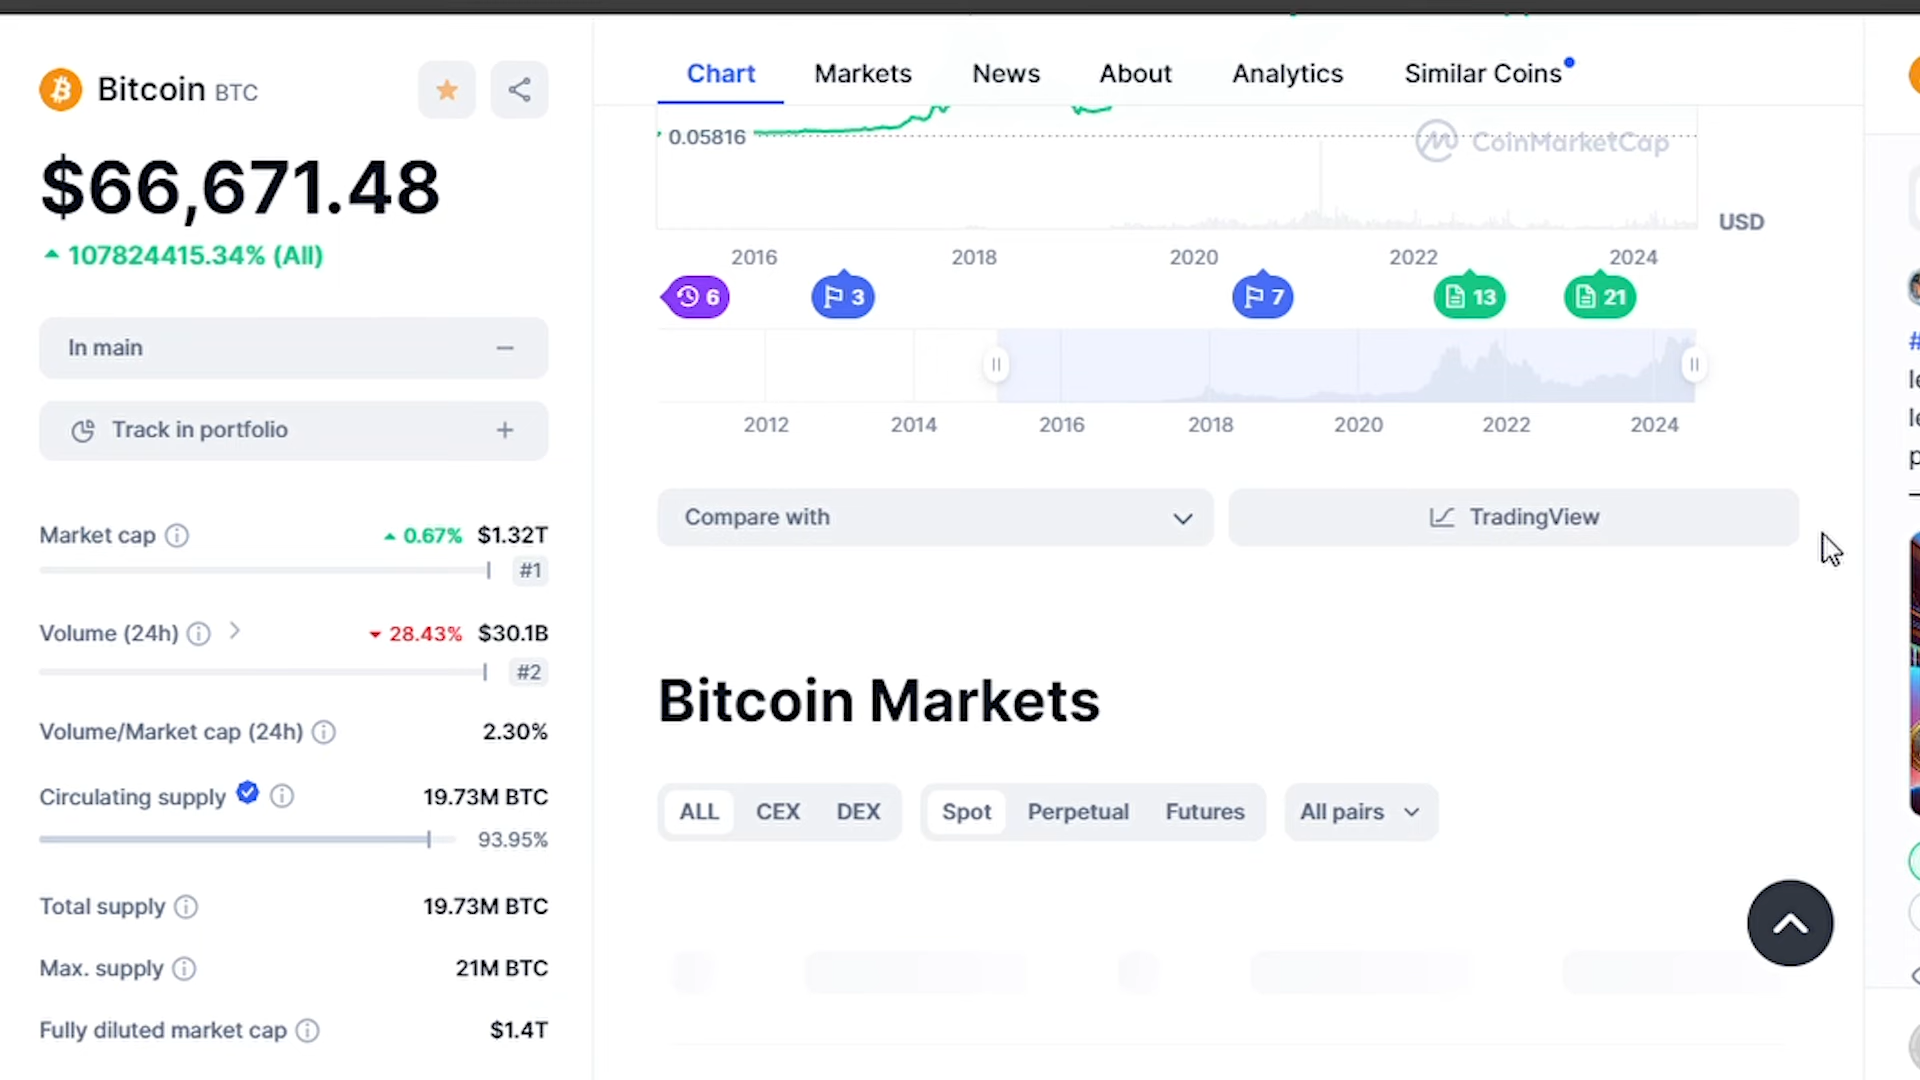 Bitcoin BTC
$66,671.48
107824415.34% (All)
In main
Track in portfolio
Market cap 0.67% $1.32T
#1
Volume (24h) 28.43% $30.1B
#2
Volume/Market cap (24h) 2.30%
Circulating supply 19.73M BTC
93.95%
Total supply 19.73M BTC
Max. supply 21M BTC
Fully diluted market cap $1.4T
Chart Markets News About Analytics Similar Coins
0.05816 CoinMarketCap
USD
2016 2018 2020 2022 2024
6 3 7 13 21
2012 2014 2016 2018 2020 2022 2024
Compare with TradingView
Bitcoin Markets
ALL CEX DEX Spot Perpetual Futures All pairs